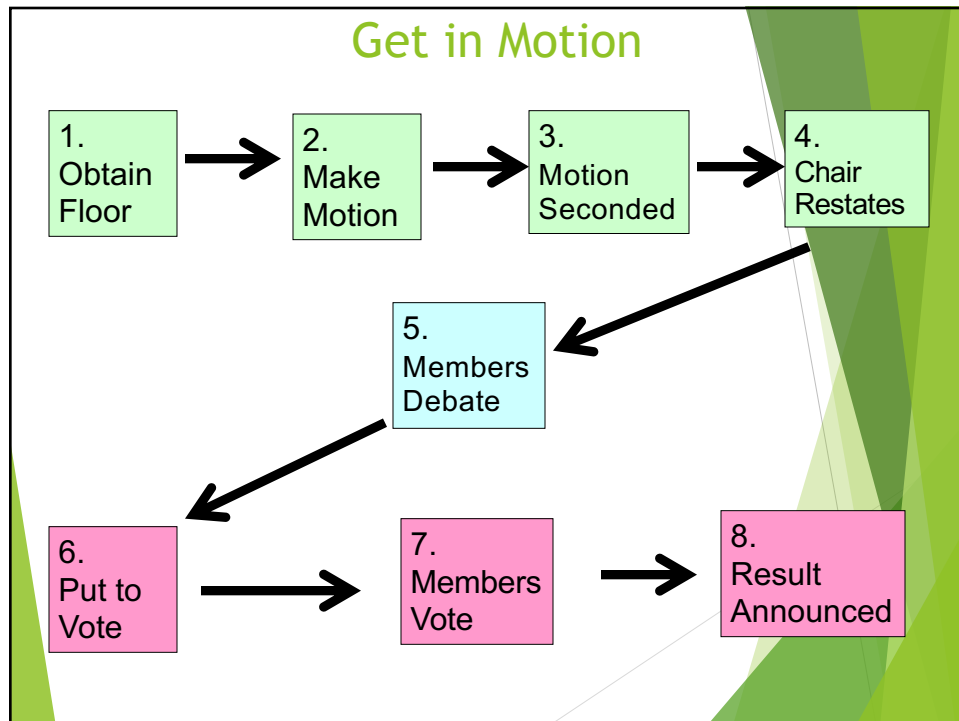 Get in Motion
1.
Obtain
Floor
2.
Make
Motion
3.
Motion
Seconded
4.
Chair
Restates
5.
Members
Debate
6.
Put to
Vote
7.
Members
Vote
8.
Result
Announced